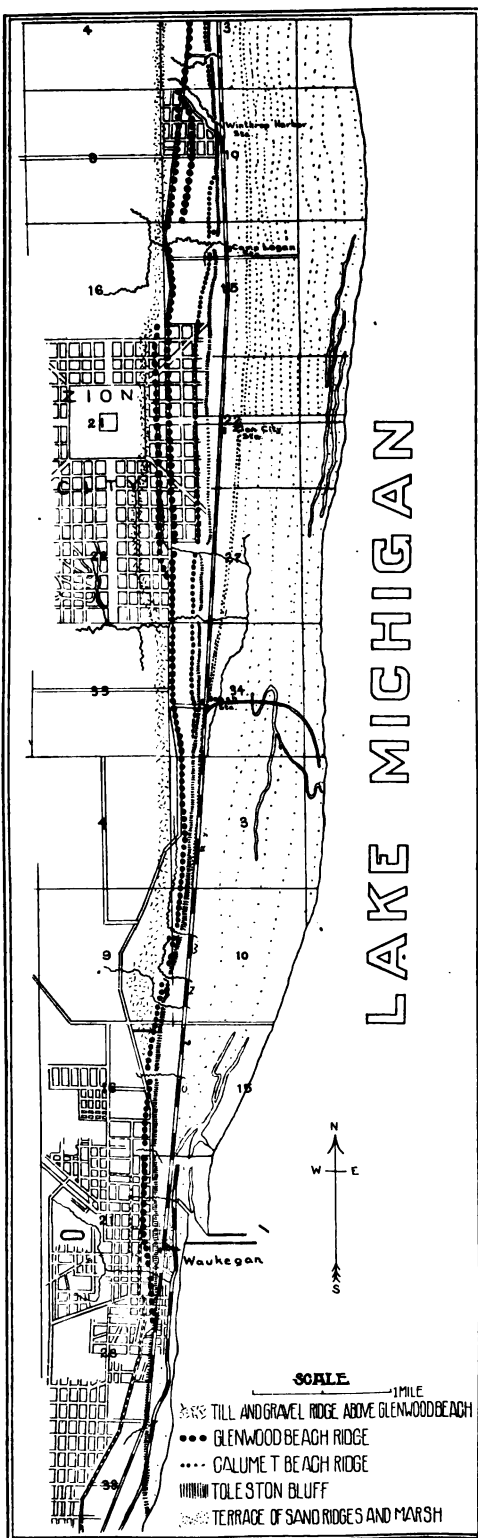 4
3
Winthrop Harbor
Sta.
9
10
Camp Logan
16
15
ZION
21
22
Zion City
Sta.
CITY
28
27
33
34
Sta.
4
3
9
10
16
15
21
Waukegan
28
33
LAKE MICHIGAN
N
W E
S
SCALE
1 MILE
TILL AND GRAVEL RIDGE ABOVE GLENWOOD BEACH
GLENWOOD BEACH RIDGE
CALUMET BEACH RIDGE
TOLESTON BLUFF
TERRACE OF SAND RIDGES AND MARSH